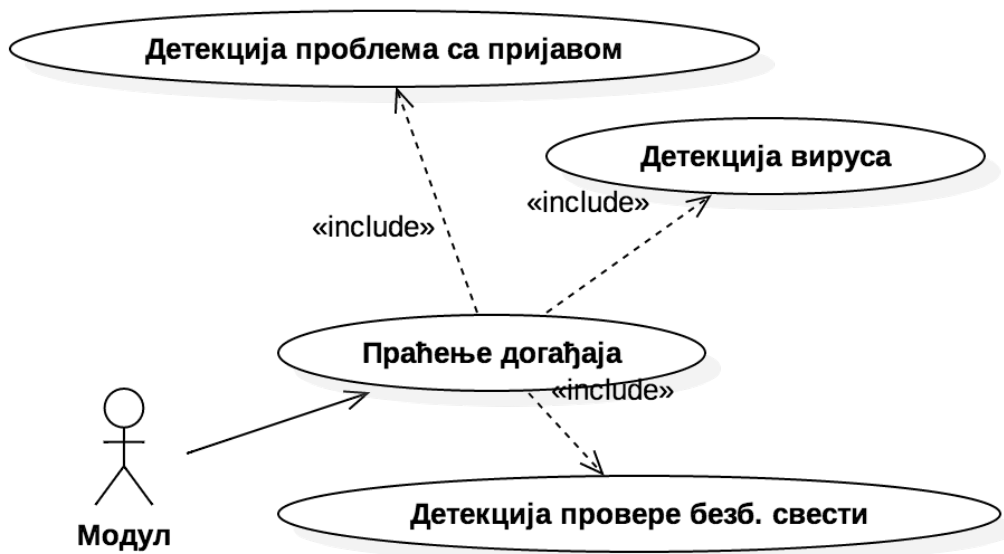 Детекција проблема са пријавом
Детекција вируса
«include»
«include»
Праћење догађаја
«include»
Детекција провере безб. свести
Модул